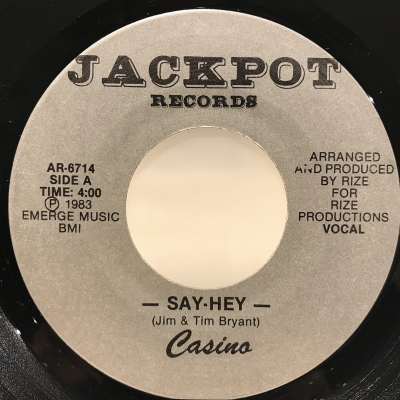 JACKPOT
RECORDS
AR-6714
SIDE A
TIME: 4:00
Ⓟ 1983
EMERGE MUSIC
BMI
ARRANGED
AND PRODUCED
BY RIZE
FOR
RIZE
PRODUCTIONS
VOCAL
— SAY-HEY —
(Jim & Tim Bryant)
Casino